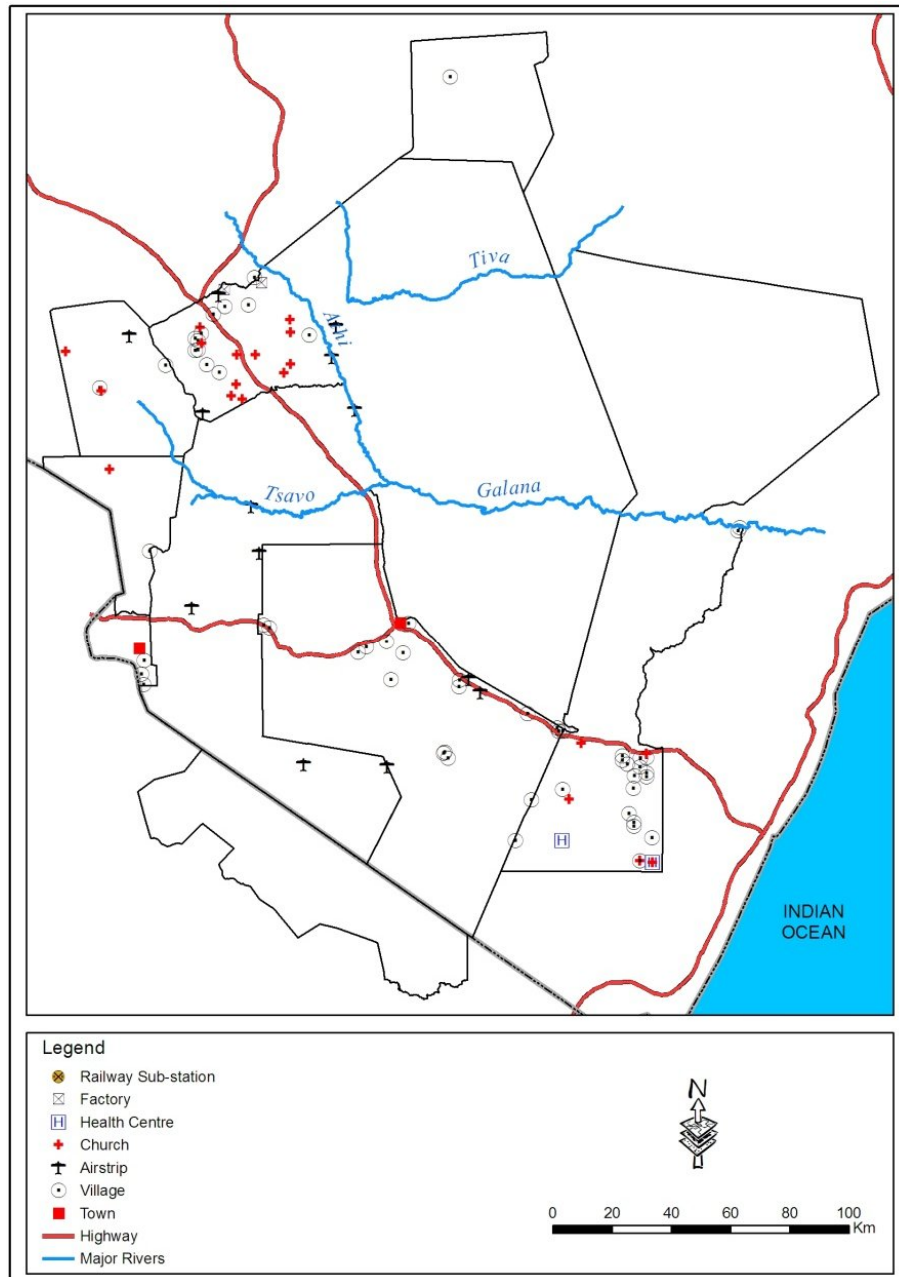 Tiva
Athi
Tsavo
Galana
H
H
INDIAN
OCEAN
Legend
Railway Sub-station
Factory
H Health Centre
Church
Airstrip
Village
Town
Highway
Major Rivers
N
0 20 40 60 80 100
Km